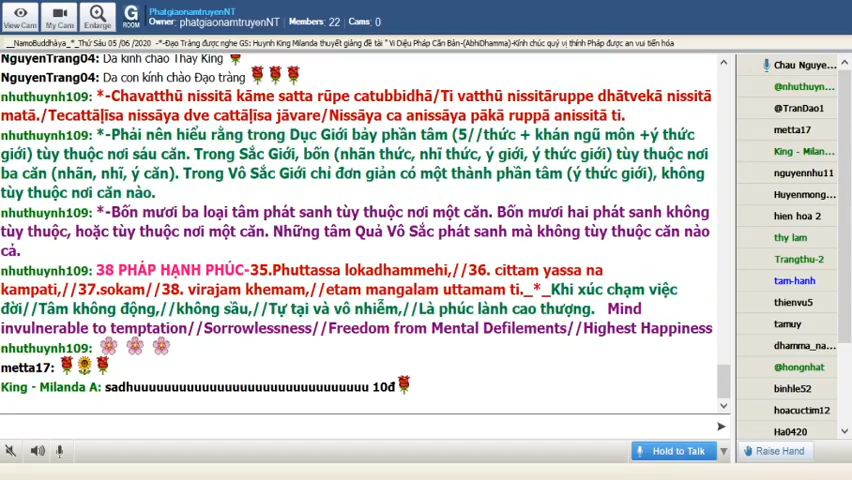 View Cam
My Cam
Enlarge
G
ROOM
PhatgiaonamtruyenNT
Owner: phatgiaonamtruyenNT Members: 22 Cams: 0
__NamoBuddhàya_*_Thứ Sáu 05 /06 /2020 -*-Đạo Tràng được nghe GS: Huynh King Milanda thuyết giảng đề tài " Vi Diệu Pháp Căn Bản-(AbhiDhamma)-Kính chúc quý vị thính Pháp được an vui tiến hóa
NguyenTrang04: Da kính chào Thầy King
NguyenTrang04: Dạ con kính chào Đạo tràng
nhuthuynh109: *-Chavatthū nissitā kāme satta rūpe catubbidhā/Ti vatthū nissitāruppe dhātvekā nissitā
matā./Tecattāḷīsa nissāya dve cattāḷīsa jāvare/Nissāya ca anissitā pākā ruppā anissitā ti.
nhuthuynh109: *-Phải nên hiểu rằng trong Dục Giới bảy phần tâm (5//thức + khán ngũ môn +ý thức
giới) tùy thuộc nơi sáu căn. Trong Sắc Giới, bốn (nhãn thức, nhĩ thức, ý giới, ý thức giới) tùy thuộc nơi
ba căn (nhãn, nhĩ, ý căn). Trong Vô Sắc Giới chỉ đơn giản có một thành phần tâm (ý thức giới), không
tùy thuộc nơi căn nào.
nhuthuynh109: *-Bốn mươi ba loại tâm phát sanh tùy thuộc nơi một căn. Bốn mươi hai phát sanh không
tùy thuộc, hoặc tùy thuộc nơi một căn. Những tâm Quả Vô Sắc phát sanh mà không tùy thuộc căn nào
cả.
nhuthuynh109: 38 PHÁP HẠNH PHÚC-35.Phuttassa lokadhammehi,//36. cittam yassa na
kampati,//37.sokam//38. virajam khemam,//etam mangalam uttamam ti._*_Khi xúc chạm việc
đời//Tâm không động,//không sầu,//Tự tại và vô nhiễm,//Là phúc lành cao thượng. Mind
invulnerable to temptation//Sorrowlessness//Freedom from Mental Defilements//Highest Happiness
nhuthuynh109:
metta17:
King - Milanda A: sadhuuuuuuuuuuuuuuuuuuuuuuuuuuuuuuu 10đ
Hold to Talk
Chau Nguye...
@nhuthuyn...
@TranDao1
metta17
King - Milan...
nguyennhu11
Huyenmong...
hien hoa 2
thy lam
Trangthu-2
tam-hanh
thienvu5
tamuy
dhamma_na...
@hongnhat
binhle52
hoacuctim12
Ha0420
Raise Hand